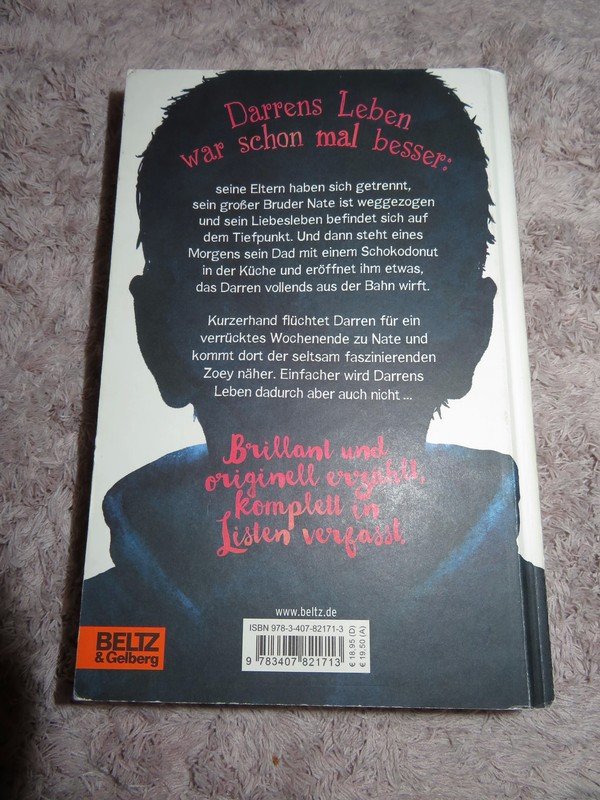 Darrens Leben
war schon mal besser:
seine Eltern haben sich getrennt,
sein großer Bruder Nate ist weggezogen
und sein Liebesleben befindet sich auf
dem Tiefpunkt. Und dann steht eines
Morgens sein Dad mit einem Schokodonut
in der Küche und eröffnet ihm etwas,
das Darren vollends aus der Bahn wirft.
Kurzerhand flüchtet Darren für ein
verrücktes Wochenende zu Nate und
kommt dort der seltsam faszinierenden
Zoey näher. Einfacher wird Darrens
Leben dadurch aber auch nicht ...
Brillant und
originell erzählt,
komplett in
Listen verfasst.
www.beltz.de
ISBN 978-3-407-82171-3
9 783407 821713
€ 18,95 (D)
€ 19,50 (A)
BELTZ
& Gelberg